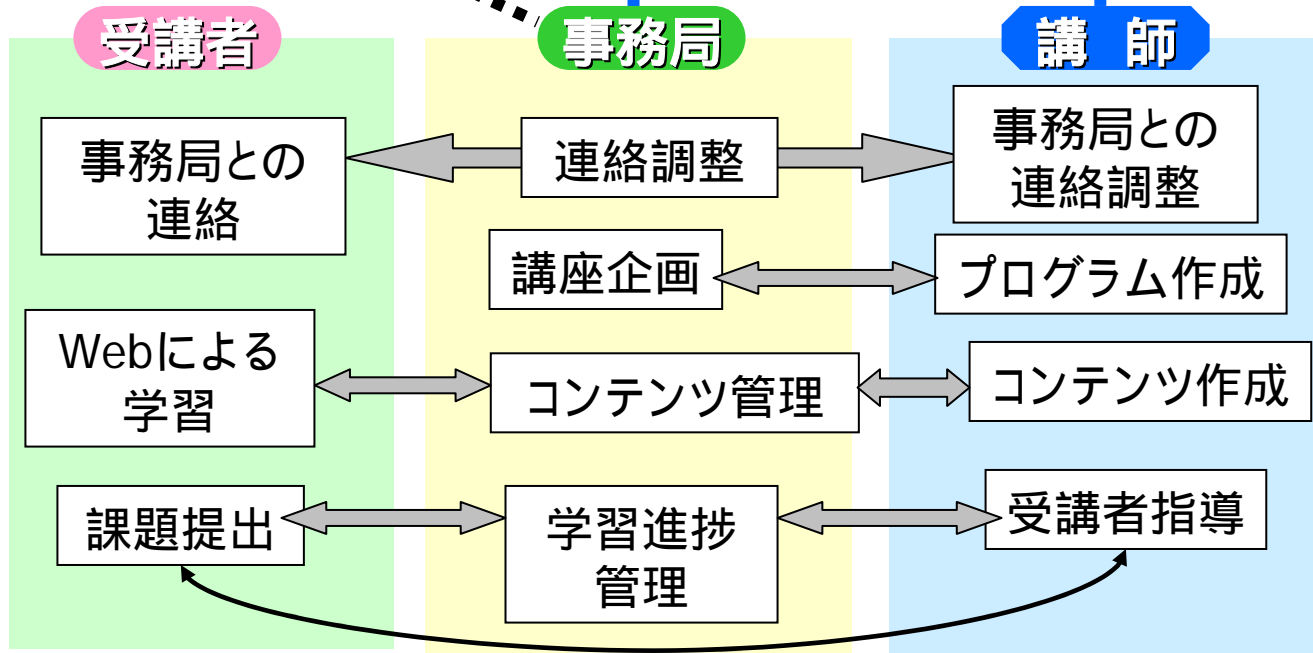 受講者
事務局
講 師
事務局との
連絡
連絡調整
事務局との
連絡調整
講座企画
プログラム作成
Webによる
学習
コンテンツ管理
コンテンツ作成
課題提出
学習進捗
管理
受講者指導